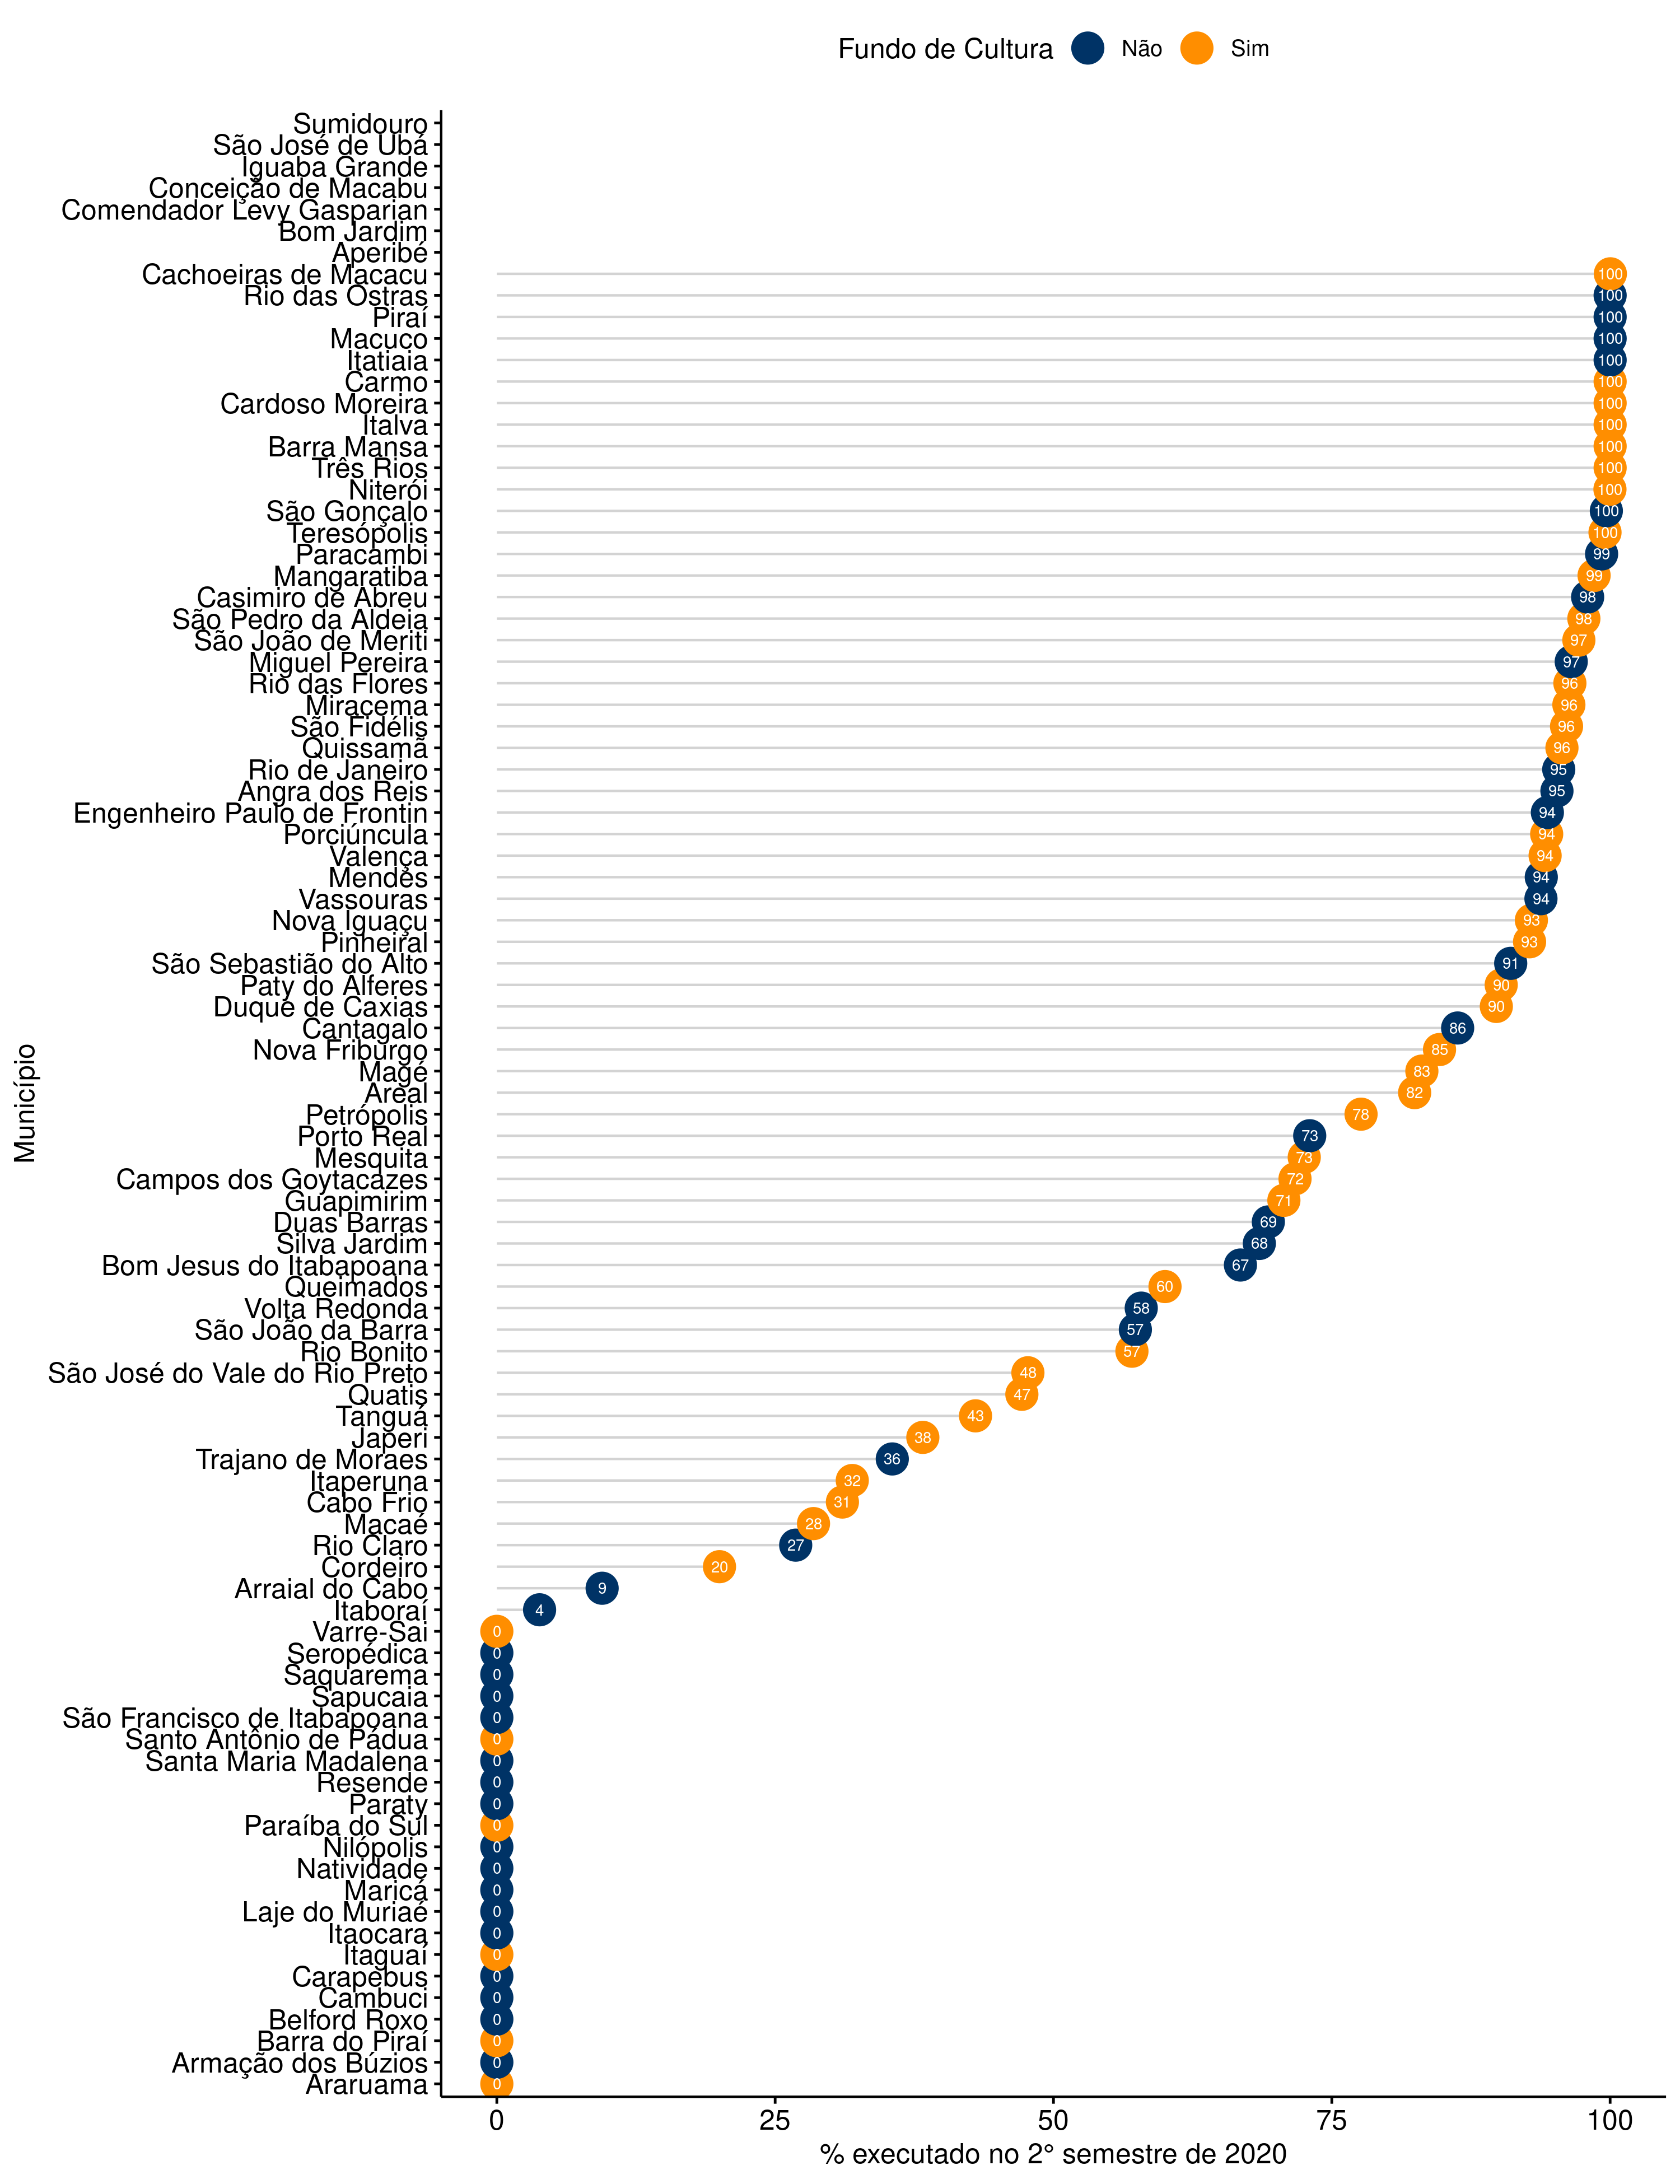 Fundo de Cultura Não Sim
Sumidouro
São José de Ubá
Iguaba Grande
Conceição de Macabu
Comendador Levy Gasparian
Bom Jardim
Aperibé
Cachoeiras de Macacu 100
Rio das Ostras 100
Piraí 100
Macuco 100
Itatiaia 100
Carmo 100
Cardoso Moreira 100
Italva 100
Barra Mansa 100
Três Rios 100
Niterói 100
São Gonçalo 100
Teresópolis 100
Paracambi 99
Mangaratiba 99
Casimiro de Abreu 98
São Pedro da Aldeia 98
São João de Meriti 97
Miguel Pereira 97
Rio das Flores 96
Miracema 96
São Fidélis 96
Quissamã 96
Rio de Janeiro 95
Angra dos Reis 95
Engenheiro Paulo de Frontin 94
Porciúncula 94
Valença 94
Mendes 94
Vassouras 94
Nova Iguaçu 93
Pinheiral 93
São Sebastião do Alto 91
Paty do Alferes 90
Duque de Caxias 90
Cantagalo 86
Nova Friburgo 85
Magé 83
Areal 82
Petrópolis 78
Porto Real 73
Mesquita 73
Campos dos Goytacazes 72
Guapimirim 71
Duas Barras 69
Silva Jardim 68
Bom Jesus do Itabapoana 67
Queimados 60
Volta Redonda 58
São João da Barra 57
Rio Bonito 57
São José do Vale do Rio Preto 48
Quatis 47
Tanguá 43
Japeri 38
Trajano de Moraes 36
Itaperuna 32
Cabo Frio 31
Macaé 28
Rio Claro 27
Cordeiro 20
Arraial do Cabo 9
Itaboraí 4
Varre-Sai 0
Seropédica 0
Saquarema 0
Sapucaia 0
São Francisco de Itabapoana 0
Santo Antônio de Pádua 0
Santa Maria Madalena 0
Resende 0
Paraty 0
Paraíba do Sul 0
Nilópolis 0
Natividade 0
Maricá 0
Laje do Muriaé 0
Itaocara 0
Itaguaí 0
Carapebus 0
Cambuci 0
Belford Roxo 0
Barra do Piraí 0
Armação dos Búzios 0
Araruama 0
Município
0 25 50 75 100
% executado no 2° semestre de 2020